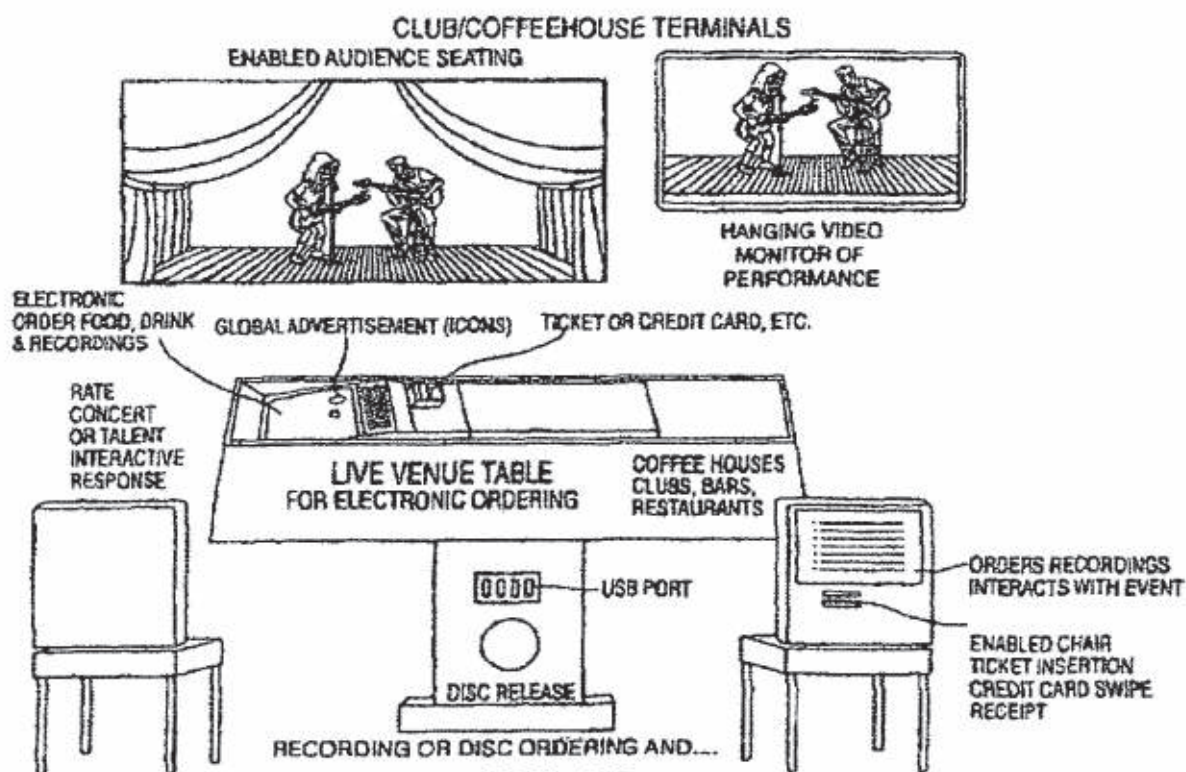 CLUB/COFFEEHOUSE TERMINALS
ENABLED AUDIENCE SEATING
HANGING VIDEO
MONITOR OF
PERFORMANCE
ELECTRONIC
ORDER FOOD, DRINK
& RECORDINGS
GLOBAL ADVERTISEMENT (ICONS)
TICKET OR CREDIT CARD, ETC.
RATE
CONCERT
OR TALENT
INTERACTIVE
RESPONSE
LIVE VENUE TABLE
FOR ELECTRONIC ORDERING
COFFEE HOUSES
CLUBS, BARS,
RESTAURANTS
USB PORT
ORDERS RECORDINGS
INTERACTS WITH EVENT
ENABLED CHAIR
TICKET INSERTION
CREDIT CARD SWIPE
RECEIPT
DISC RELEASE
RECORDING OR DISC ORDERING AND....